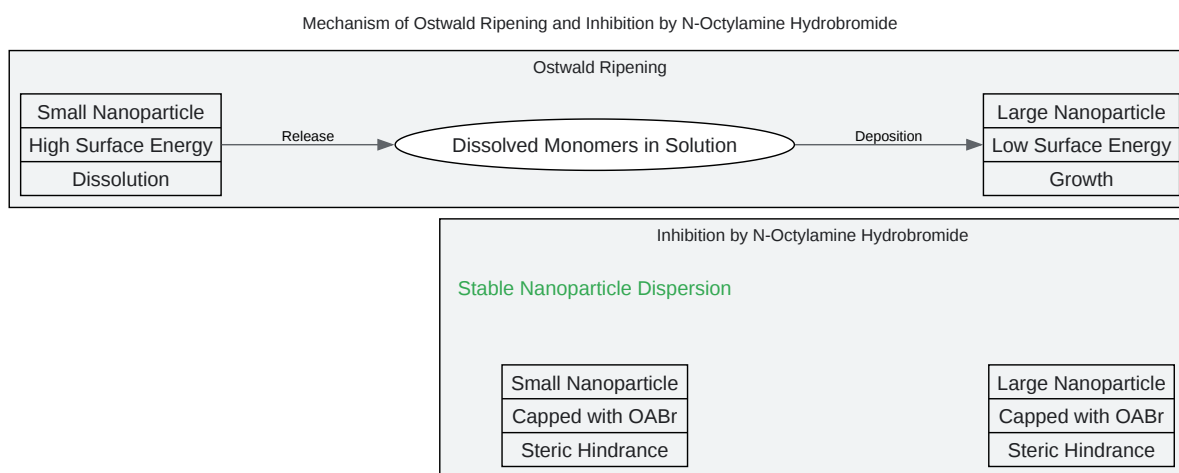 Mechanism of Ostwald Ripening and Inhibition by N-Octylamine Hydrobromide
Ostwald Ripening
Small Nanoparticle
High Surface Energy
Dissolution
Release
Dissolved Monomers in Solution
Deposition
Large Nanoparticle
Low Surface Energy
Growth
Inhibition by N-Octylamine Hydrobromide
Stable Nanoparticle Dispersion
Small Nanoparticle
Capped with OABr
Steric Hindrance
Large Nanoparticle
Capped with OABr
Steric Hindrance